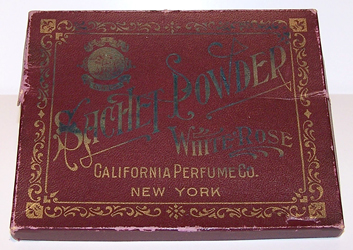 SACHET POWDER
WHITE ROSE
CALIFORNIA PERFUME CO.
NEW YORK